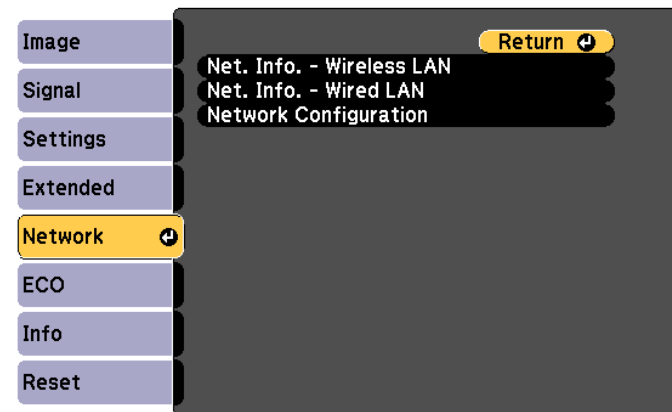 Image
Signal
Settings
Extended
Network
ECO
Info
Reset
Return
Net. Info. - Wireless LAN
Net. Info. - Wired LAN
Network Configuration